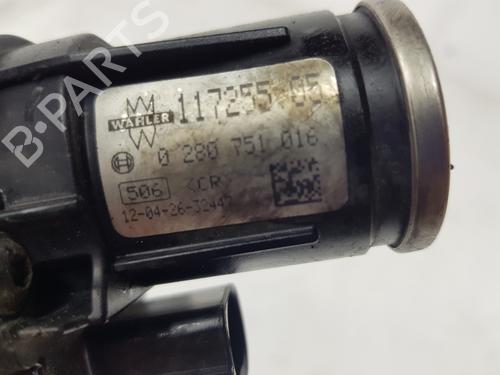 WAHLER 117255 05
0 280 751 016
506 <CR>
12-04-26-32447
B-Parts